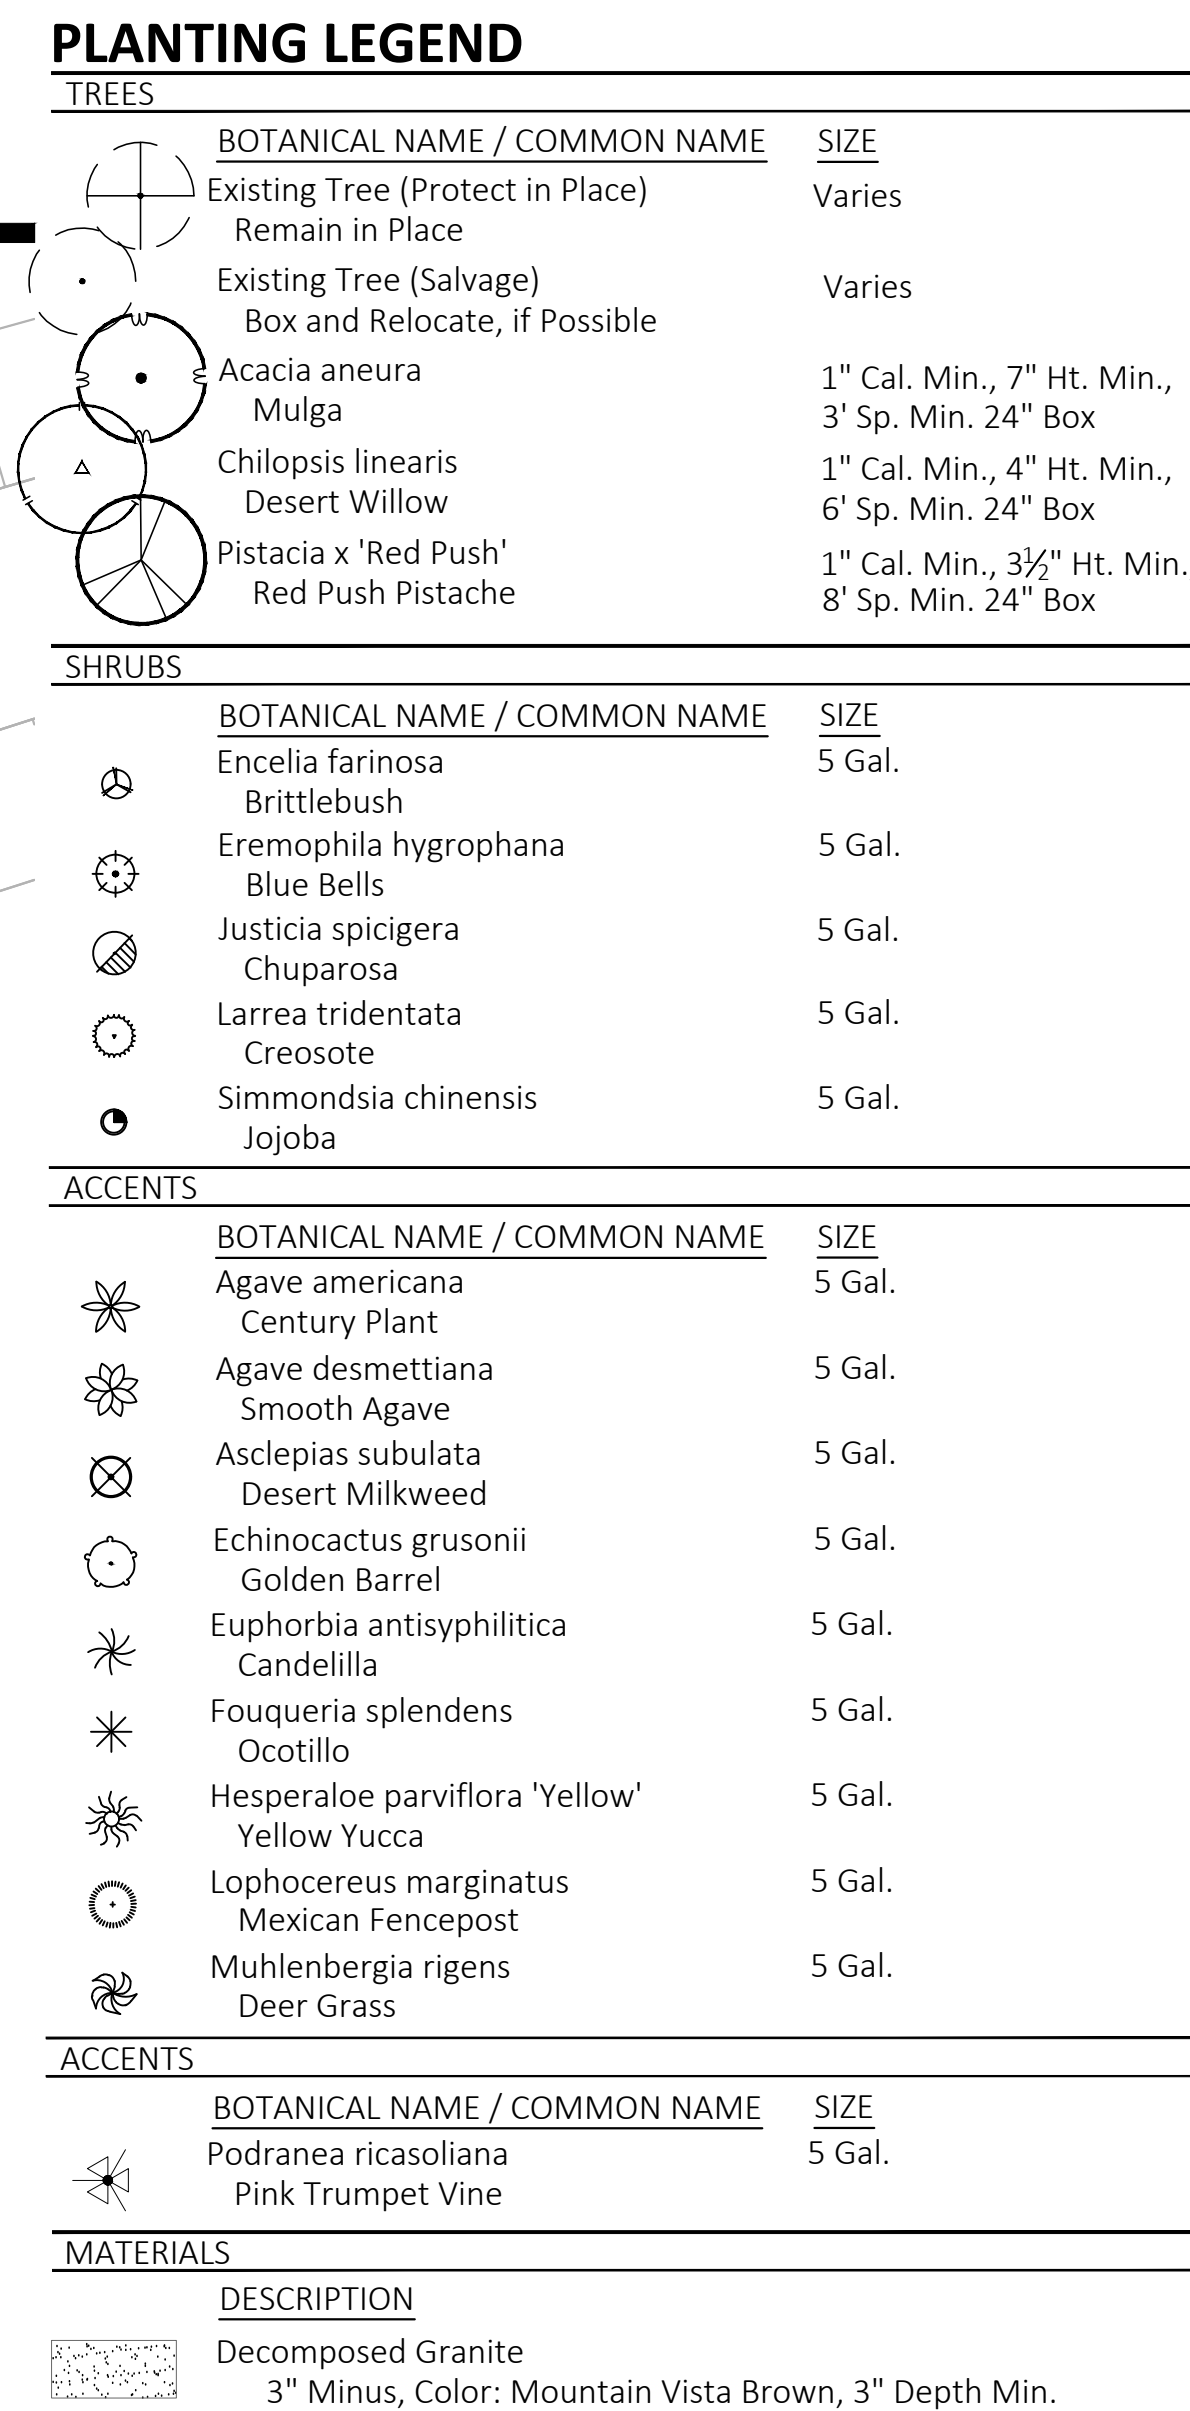 PLANTING LEGEND
TREES
BOTANICAL NAME / COMMON NAME SIZE
Existing Tree (Protect in Place) Varies
Remain in Place
Existing Tree (Salvage) Varies
Box and Relocate, if Possible
Acacia aneura 1" Cal. Min., 7" Ht. Min.,
Mulga 3' Sp. Min. 24" Box
Chilopsis linearis 1" Cal. Min., 4" Ht. Min.,
Desert Willow 6' Sp. Min. 24" Box
Pistacia x 'Red Push' 1" Cal. Min., 3½" Ht. Min.
Red Push Pistache 8' Sp. Min. 24" Box
SHRUBS
BOTANICAL NAME / COMMON NAME SIZE
Encelia farinosa 5 Gal.
Brittlebush
Eremophila hygrophana 5 Gal.
Blue Bells
Justicia spicigera 5 Gal.
Chuparosa
Larrea tridentata 5 Gal.
Creosote
Simmondsia chinensis 5 Gal.
Jojoba
ACCENTS
BOTANICAL NAME / COMMON NAME SIZE
Agave americana 5 Gal.
Century Plant
Agave desmettiana 5 Gal.
Smooth Agave
Asclepias subulata 5 Gal.
Desert Milkweed
Echinocactus grusonii 5 Gal.
Golden Barrel
Euphorbia antisyphilitica 5 Gal.
Candelilla
Fouqueria splendens 5 Gal.
Ocotillo
Hesperaloe parviflora 'Yellow' 5 Gal.
Yellow Yucca
Lophocereus marginatus 5 Gal.
Mexican Fencepost
Muhlenbergia rigens 5 Gal.
Deer Grass
ACCENTS
BOTANICAL NAME / COMMON NAME SIZE
Podranea ricasoliana 5 Gal.
Pink Trumpet Vine
MATERIALS
DESCRIPTION
Decomposed Granite
3" Minus, Color: Mountain Vista Brown, 3" Depth Min.